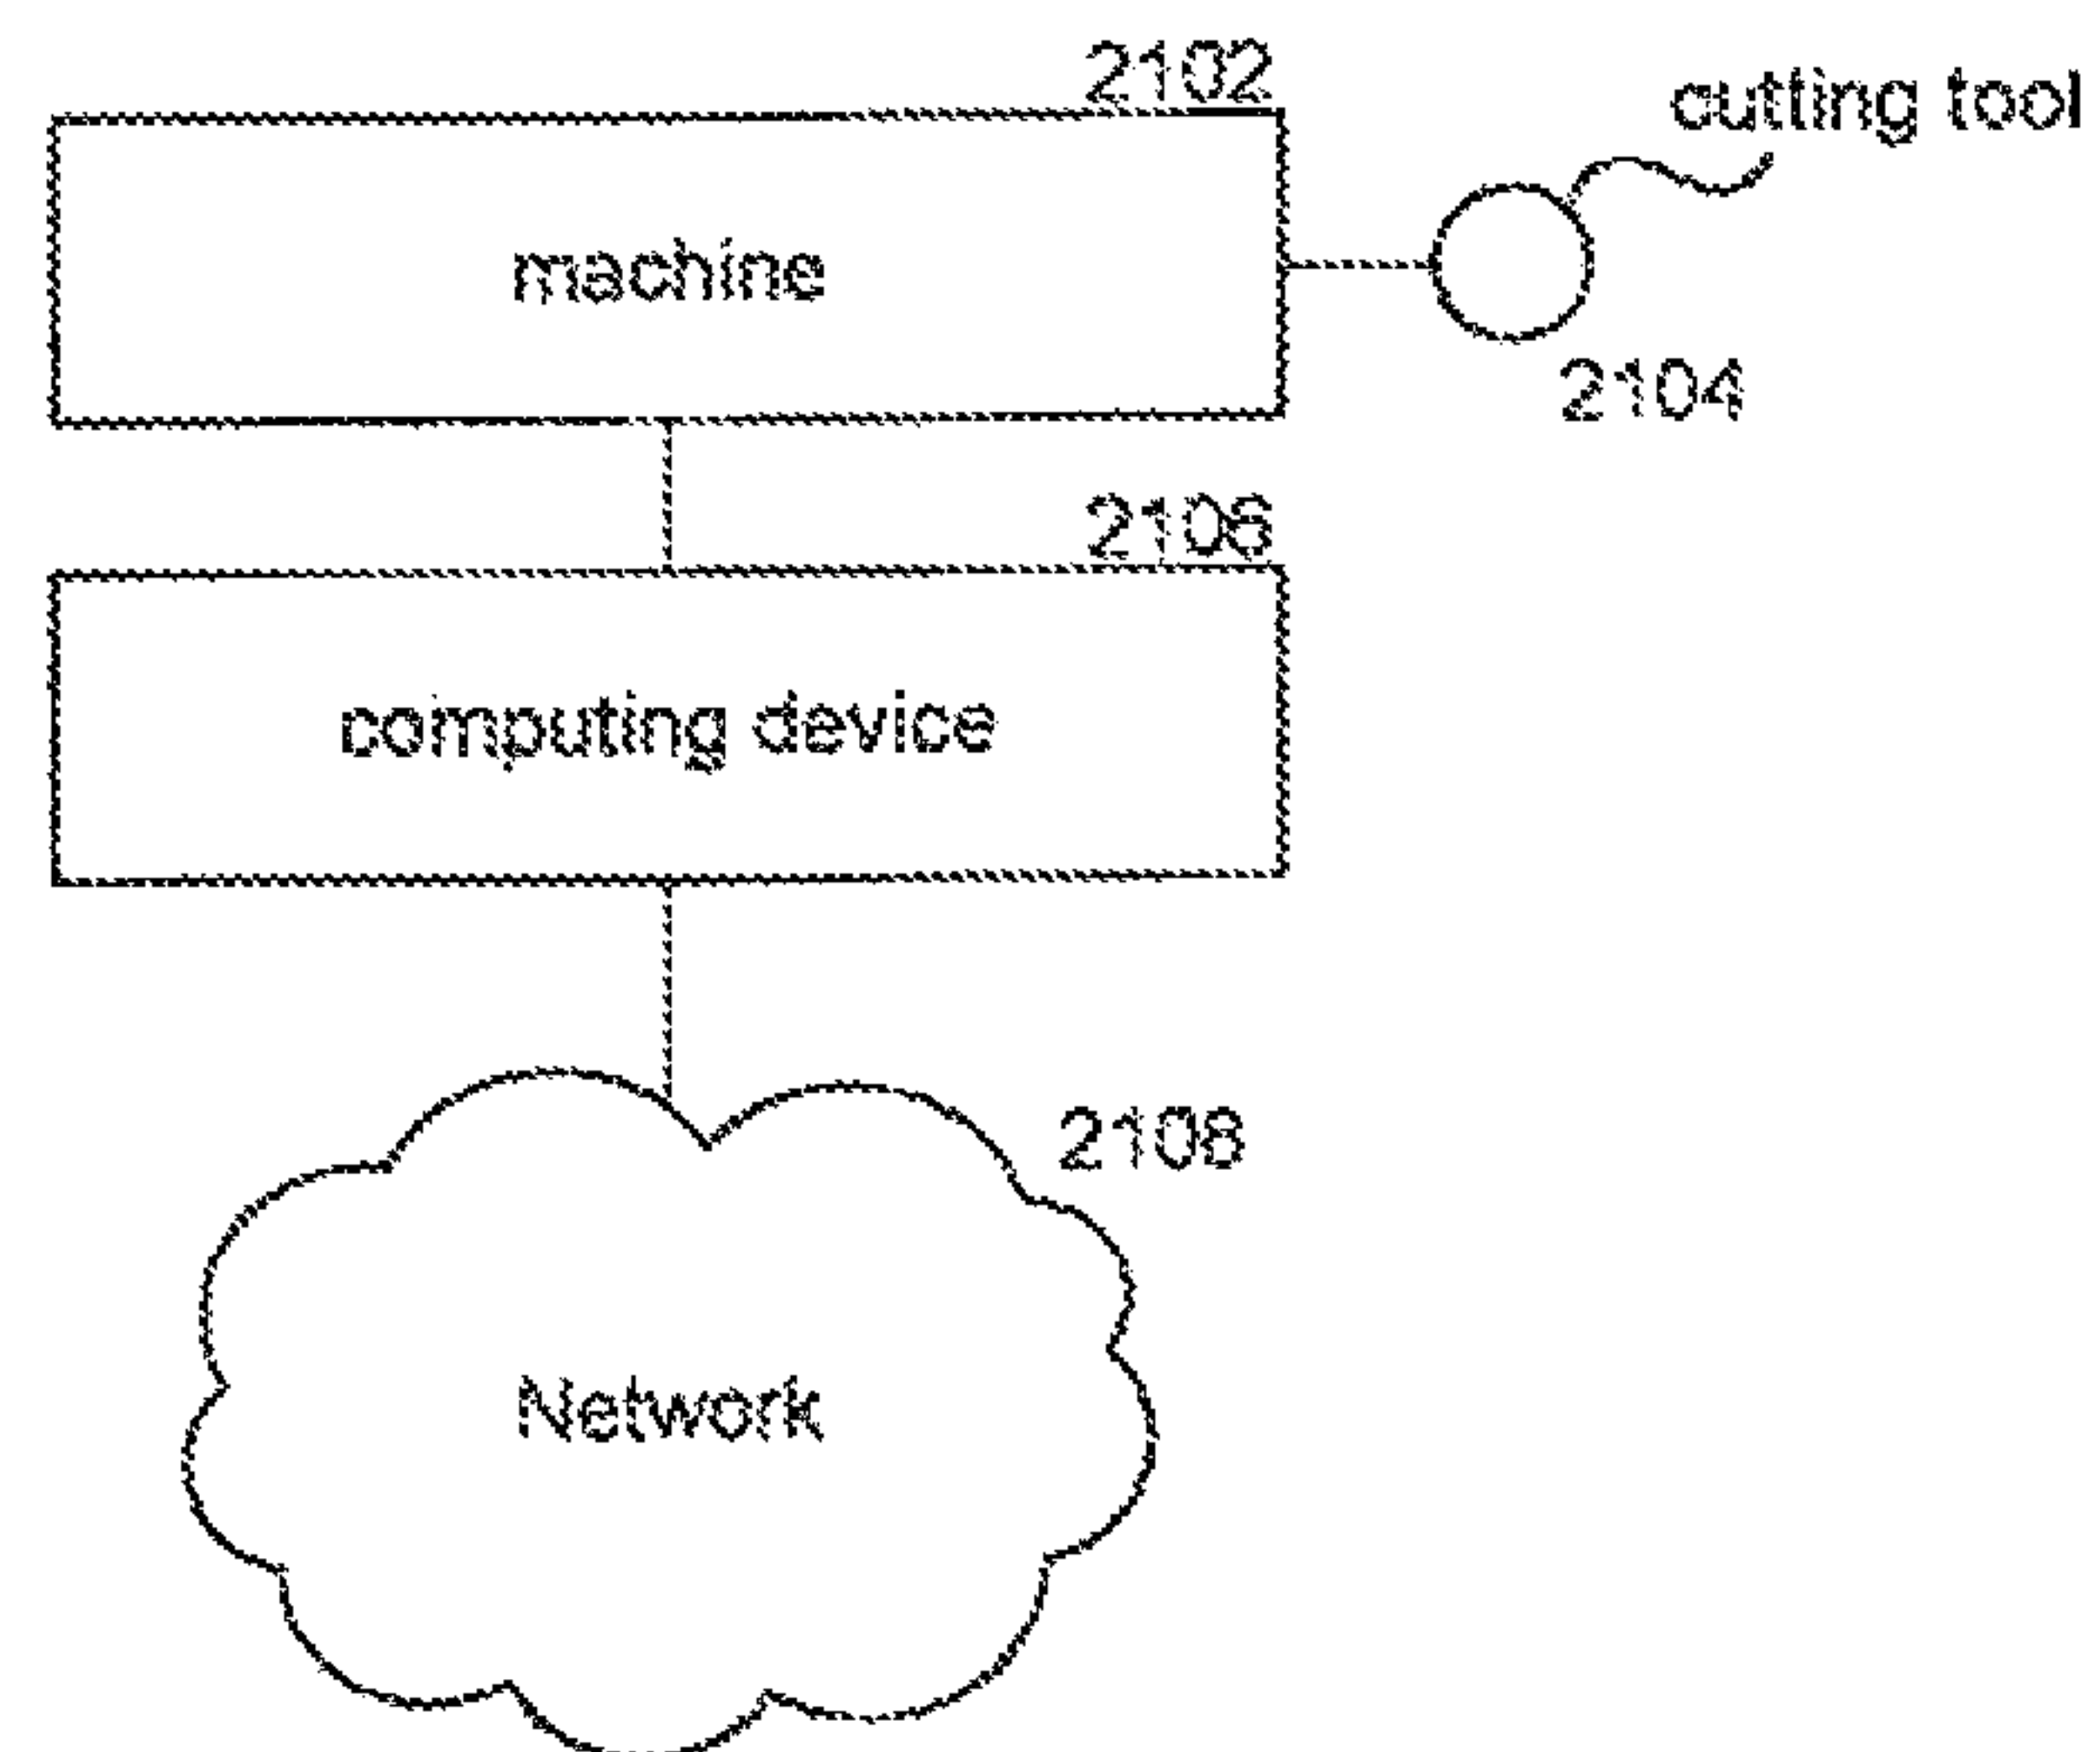 2102
cutting tool
machine
2104
2106
computing device
2108
Network